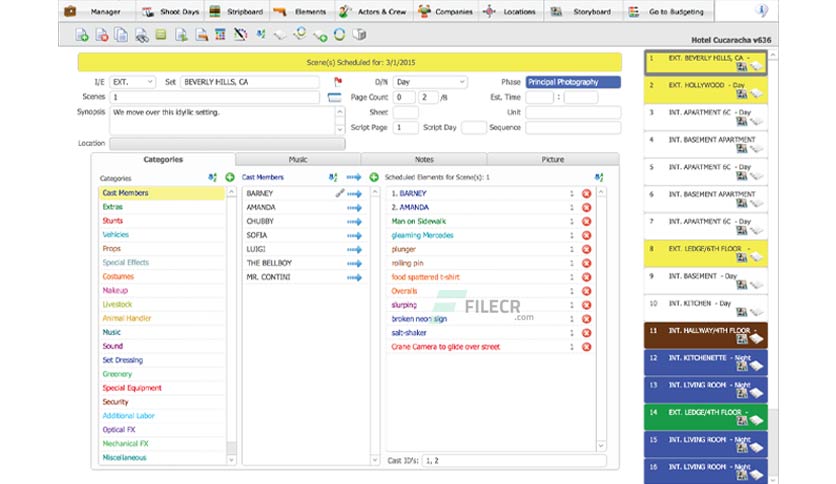 Manager Shoot Days Stripboard Elements Actors & Crew Companies Locations Storyboard Go to Budgeting
Hotel Cucaracha v636
Scene(s) Scheduled for: 3/1/2015
I/E EXT. Set BEVERLY HILLS, CA D/N Day Phase Principal Photography
Scenes 1 Page Count 0 2 /8 Est. Time :
Synopsis We move over this idyllic setting. Sheet Unit
Script Page 1 Script Day Sequence
Location
Categories Music Notes Picture
Categories
Cast Members
Extras
Stunts
Vehicles
Props
Special Effects
Costumes
Makeup
Livestock
Animal Handler
Music
Sound
Set Dressing
Greenery
Special Equipment
Security
Additional Labor
Optical FX
Mechanical FX
Miscellaneous
Cast Members
BARNEY
AMANDA
CHUBBY
SOFIA
LUIGI
THE BELLBOY
MR. CONTINI
Scheduled Elements for Scene(s): 1
1. BARNEY 1
2. AMANDA 1
Man on Sidewalk 1
gleaming Mercedes 1
plunger 1
rolling pin 1
food spattered t-shirt 1
Overalls 1
slurping 1
broken neon sign 1
salt-shaker 1
Crane Camera to glide over street 1
Cast ID's: 1, 2
FILECR
.com
1 EXT. BEVERLY HILLS, CA -
2 EXT. HOLLYWOOD - Day
3 INT. APARTMENT 6C - Day
4 INT. BASEMENT APARTMENT
5 INT. APARTMENT 6C - Day
6 INT. BASEMENT APARTMENT
7 INT. APARTMENT 6C - Day
8 EXT. LEDGE/6TH FLOOR -
9 INT. BASEMENT - Day
10 INT. KITCHEN - Day
11 INT. HALLWAY/4TH FLOOR -
12 INT. KITCHENETTE - Night
13 INT. LIVING ROOM - Night
14 EXT. LEDGE/4TH FLOOR -
15 INT. LIVING ROOM - Night
16 INT. LIVING ROOM - Night